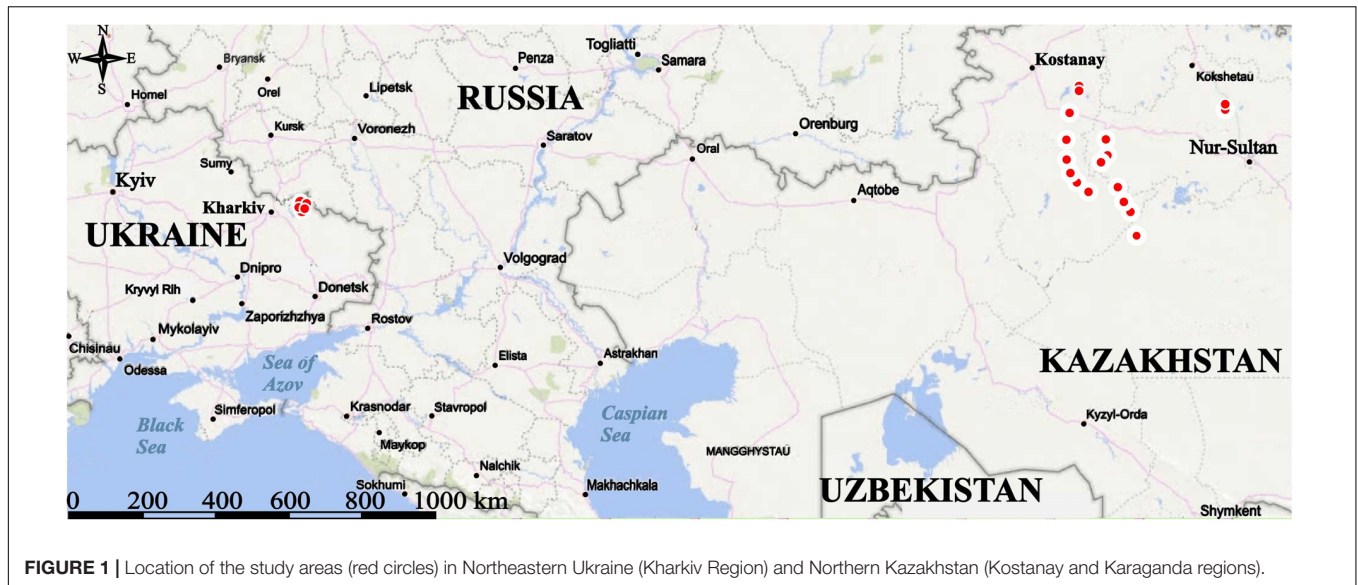 N
Togliatti
Penza
Kostanay
W E
Bryansk
Samara
Kokshetau
S
Orel
Lipetsk
RUSSIA
Homel
Kursk
Voronezh
Orenburg
Saratov
Oral
Nur-Sultan
Sumy
Kyiv
Aqtobe
Kharkiv
UKRAINE
Volgograd
Dnipro
Kryvyi Rih
Donetsk
Zaporizhzhya
Mykolayiv
Rostov
Chisinau
Elista
Astrakhan
KAZAKHSTAN
Odessa
Sea of
Azov
Simferopol
Krasnodar
Stavropol
Caspian
Sea
Kyzyl-Orda
Black
Sea
Maykop
MANGGHYSTAŪ
Nalchik
Sokhumi
Makhachkala
UZBEKISTAN
0 200 400 600 800 1000 km
Shymkent
FIGURE 1 | Location of the study areas (red circles) in Northeastern Ukraine (Kharkiv Region) and Northern Kazakhstan (Kostanay and Karaganda regions).